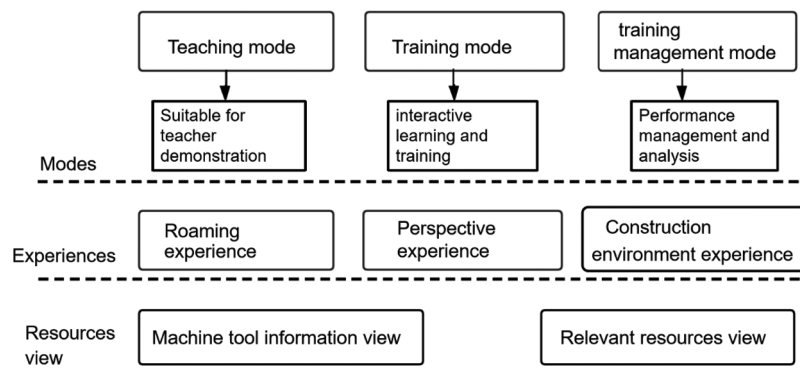 Teaching mode
Training mode
training
management mode
Suitable for
teacher
demonstration
interactive
learning and
training
Performance
management and
analysis
Modes
Roaming
experience
Perspective
experience
Construction
environment experience
Experiences
Resources
view
Machine tool information view
Relevant resources view